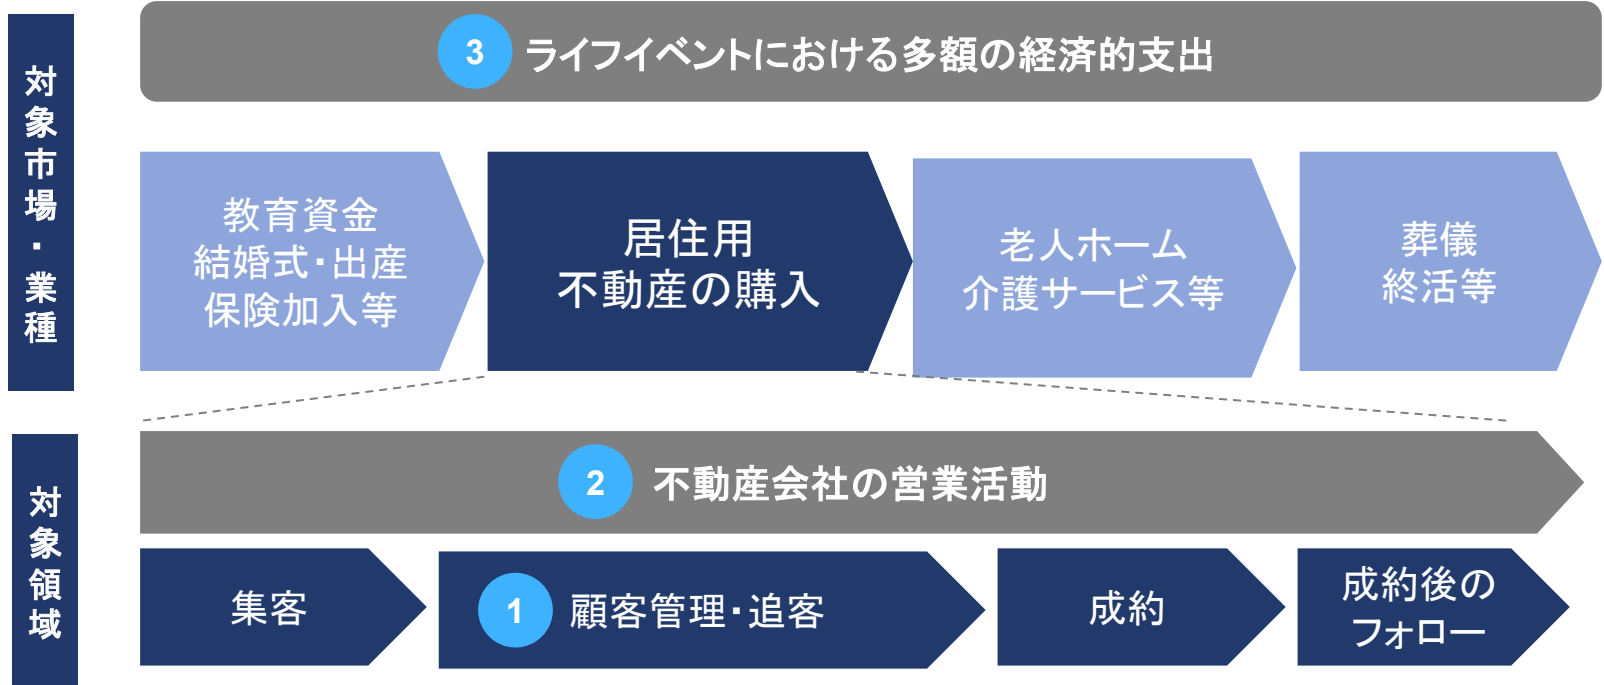 対象市場・業種
3 ライフイベントにおける多額の経済的支出
教育資金
結婚式・出産
保険加入等
居住用
不動産の購入
老人ホーム
介護サービス等
葬儀
終活等
対象領域
2 不動産会社の営業活動
集客
1 顧客管理・追客
成約
成約後の
フォロー